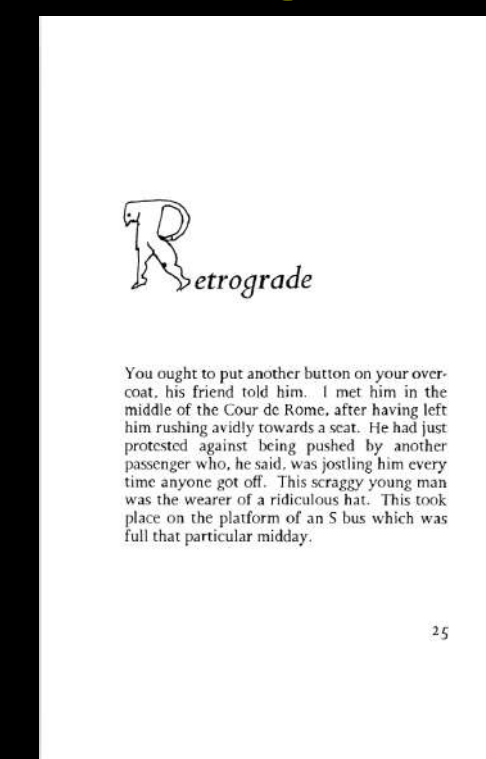 Retrograde
You ought to put another button on your over-
coat, his friend told him. I met him in the
middle of the Cour de Rome, after having left
him rushing avidly towards a seat. He had just
protested against being pushed by another
passenger who, he said, was jostling him every
time anyone got off. This scraggy young man
was the wearer of a ridiculous hat. This took
place on the platform of an S bus which was
full that particular midday.
25